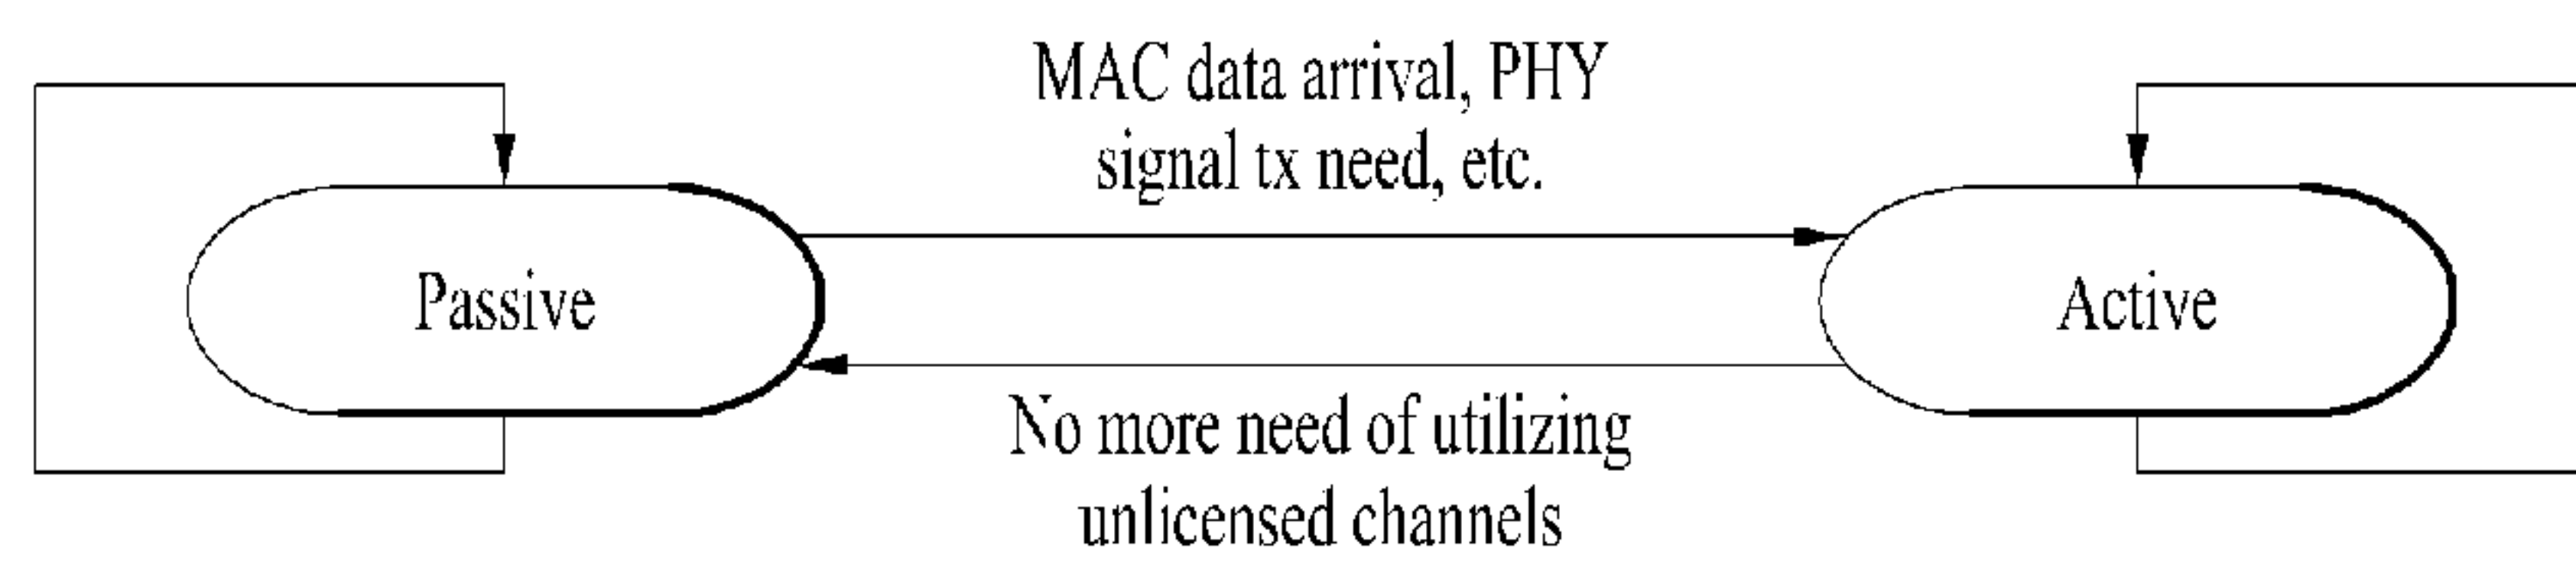 MAC data arrival, PHY
signal tx need, etc.
Passive
Active
No more need of utilizing
unlicensed channels